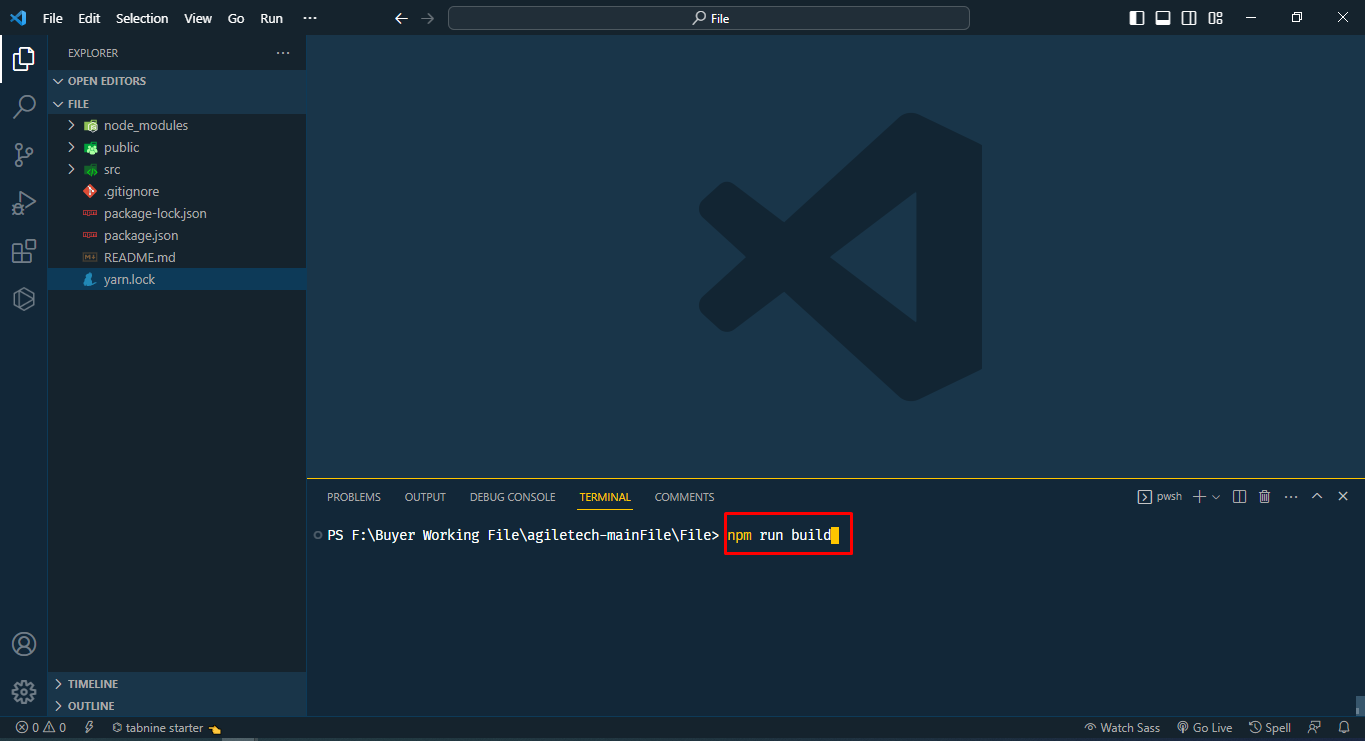 File Edit Selection View Go Run ··· File
EXPLORER ···
OPEN EDITORS
FILE
node_modules
public
src
.gitignore
package-lock.json
package.json
README.md
yarn.lock
TIMELINE
OUTLINE
PROBLEMS OUTPUT DEBUG CONSOLE TERMINAL COMMENTS pwsh ···
PS F:\Buyer Working File\agiletech-mainFile\File> npm run build
0 0 tabnine starter Watch Sass Go Live Spell